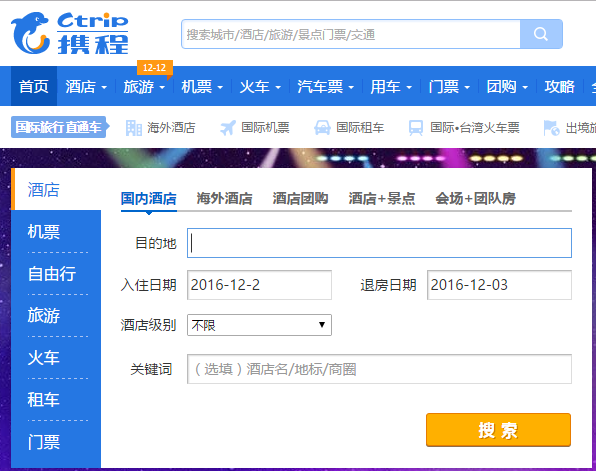 Ctrip
携程
搜索城市/酒店/旅游/景点门票/交通
12-12
首页 酒店 旅游 机票 火车 汽车票 用车 门票 团购 攻略
国际旅行直通车 海外酒店 国际机票 国际租车 国际•台湾火车票 出境旅
酒店
机票
自由行
旅游
火车
租车
门票
国内酒店 海外酒店 酒店团购 酒店+景点 会场+团队房
目的地
入住日期 2016-12-2 退房日期 2016-12-03
酒店级别 不限
关键词 （选填）酒店名/地标/商圈
搜 索